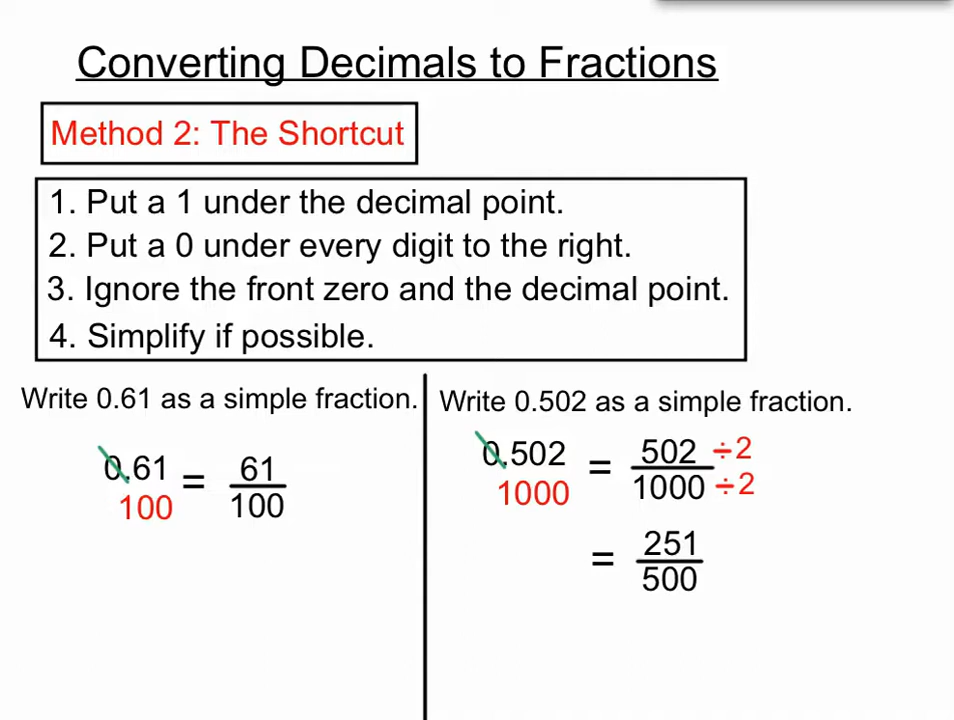 Converting Decimals to Fractions
Method 2: The Shortcut
1. Put a 1 under the decimal point.
2. Put a 0 under every digit to the right.
3. Ignore the front zero and the decimal point.
4. Simplify if possible.
Write 0.61 as a simple fraction.
0.61 = 61
100 100
Write 0.502 as a simple fraction.
0.502 = 502 ÷2
1000 1000 ÷2
= 251
500